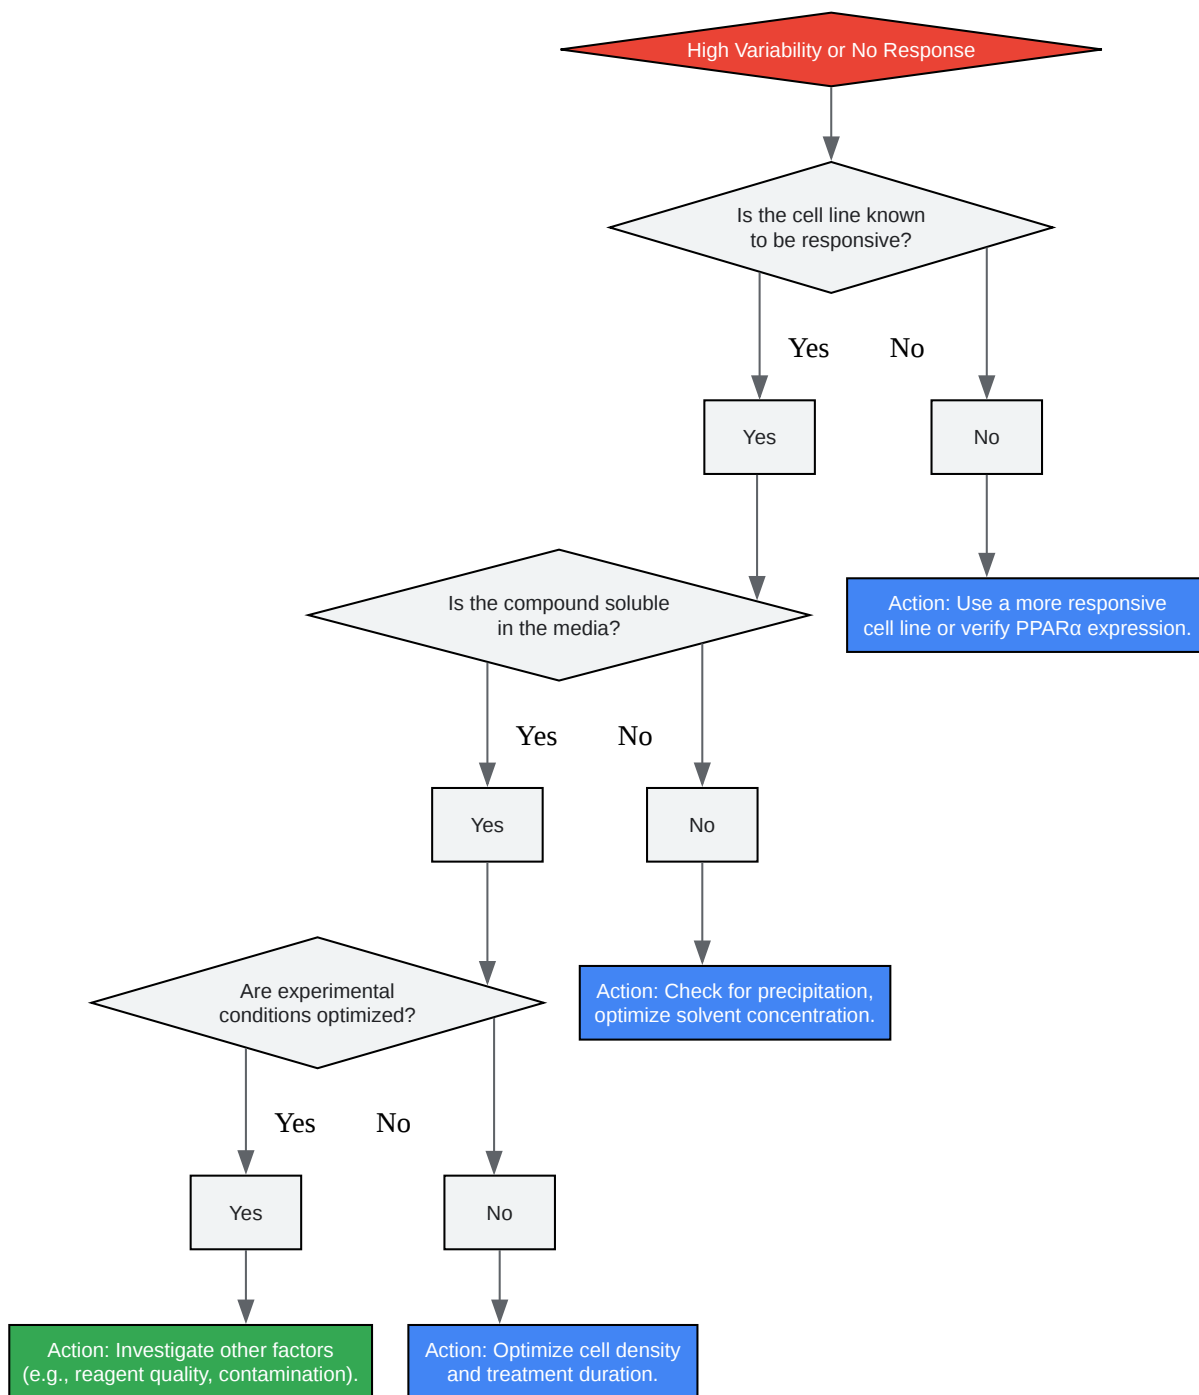 High Variability or No Response
Is the cell line known
to be responsive?
Yes
No
Yes
No
Is the compound soluble
in the media?
Action: Use a more responsive
cell line or verify PPARα expression.
Yes
No
Yes
No
Are experimental
conditions optimized?
Action: Check for precipitation,
optimize solvent concentration.
Yes
No
Yes
No
Action: Investigate other factors
(e.g., reagent quality, contamination).
Action: Optimize cell density
and treatment duration.